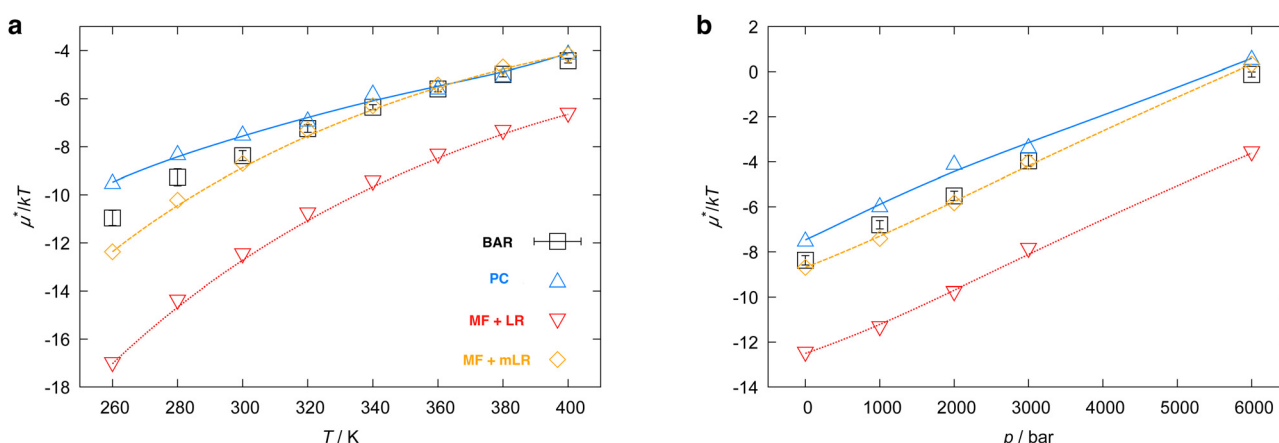 a
-4
-6
-8
-10
-12
-14
-16
-18
μ*/kT
260 280 300 320 340 360 380 400
T / K
BAR
PC
MF + LR
MF + mLR
b
2
0
-2
-4
-6
-8
-10
-12
-14
μ*/kT
0 1000 2000 3000 4000 5000 6000
p / bar